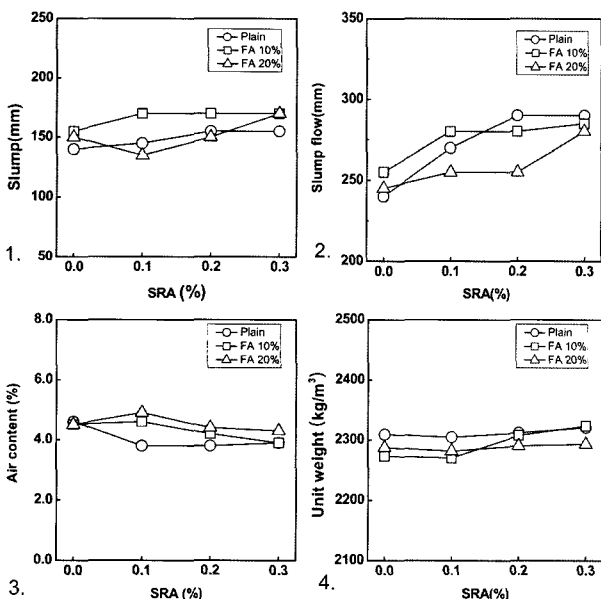 200
150
100
50
Slump(mm)
Plain
FA 10%
FA 20%
0.0 0.1 0.2 0.3
SRA (%)
1.
350
300
250
200
Slump flow(mm)
Plain
FA 10%
FA 20%
0.0 0.1 0.2 0.3
SRA(%)
2.
8.0
6.0
4.0
2.0
0.0
Air content (%)
Plain
FA 10%
FA 20%
0.0 0.1 0.2 0.3
SRA (%)
3.
2500
2400
2300
2200
2100
Unit weight (kg/m³)
Plain
FA 10%
FA 20%
0.0 0.1 0.2 0.3
SRA(%)
4.